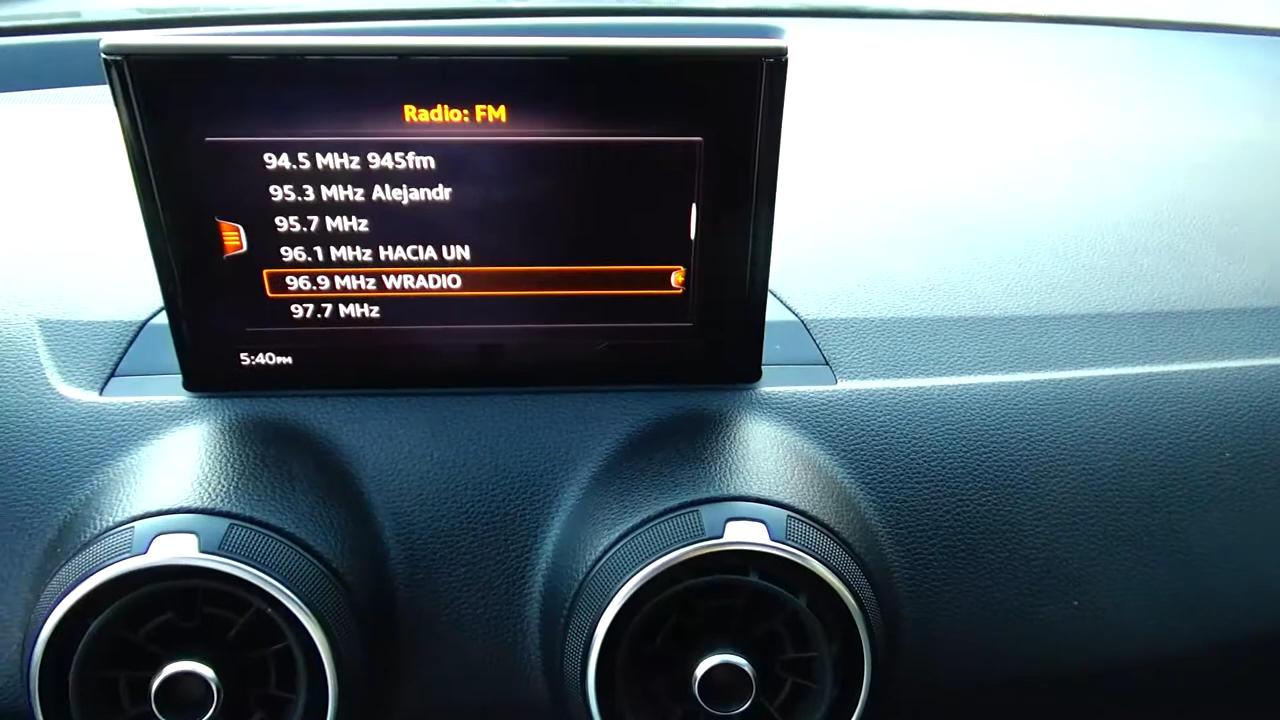 Radio: FM
94.5 MHz 945fm
95.3 MHz Alejandr
95.7 MHz
96.1 MHz HACIA UN
96.9 MHz WRADIO
97.7 MHz
5:40PM